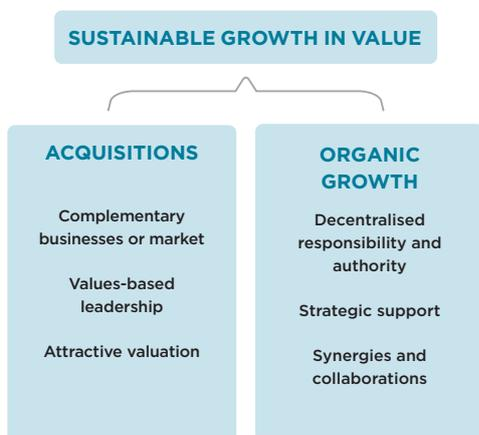 SUSTAINABLE GROWTH IN VALUE
ACQUISITIONS
Complementary
businesses or market
Values-based
leadership
Attractive valuation
ORGANIC
GROWTH
Decentralised
responsibility and
authority
Strategic support
Synergies and
collaborations